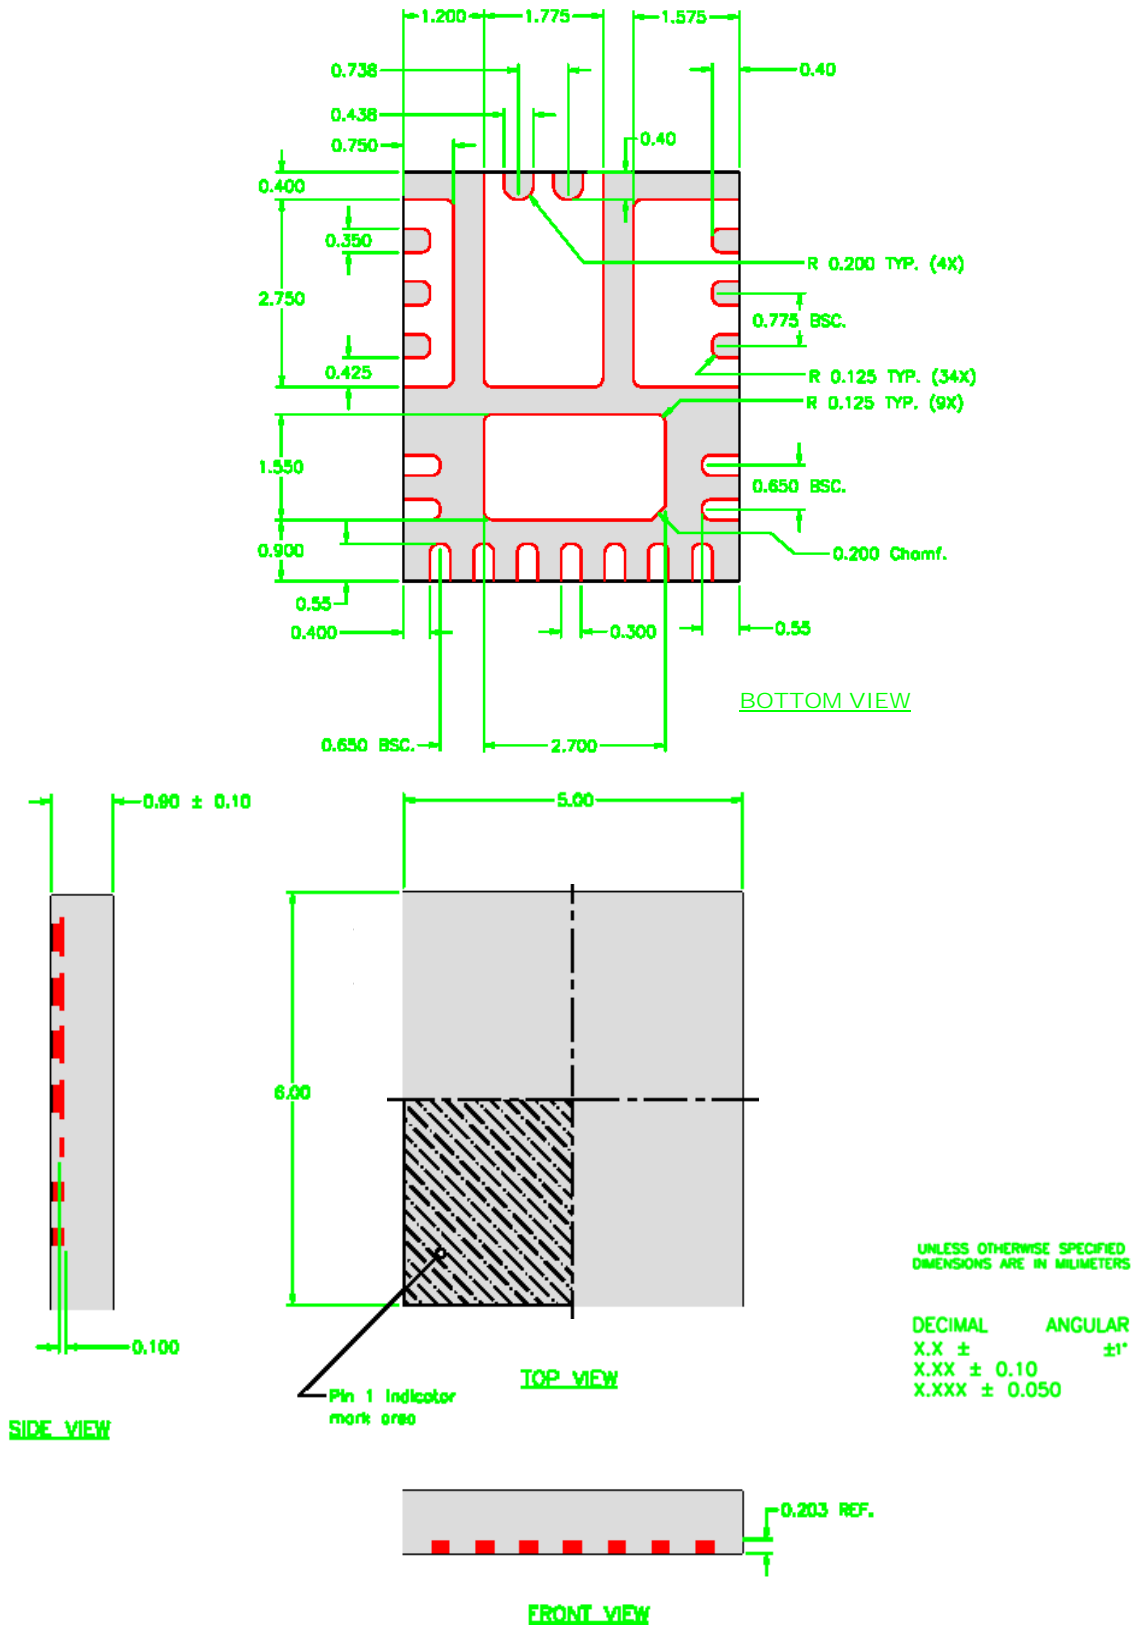 1.200
1.775
1.575
0.738
0.40
0.438
0.40
0.750
0.400
0.350
R 0.200 TYP. (4X)
2.750
0.775 BSC.
0.425
R 0.125 TYP. (34X)
R 0.125 TYP. (9X)
1.550
0.650 BSC.
0.900
0.200 Chamf.
0.55
0.400
0.300
0.55
BOTTOM VIEW
0.650 BSC.
2.700
0.90 ± 0.10
5.00
6.00
UNLESS OTHERWISE SPECIFIED
DIMENSIONS ARE IN MILIMETERS
DECIMAL ANGULAR
X.X ± ±1°
X.XX ± 0.10
X.XXX ± 0.050
0.100
TOP VIEW
Pin 1 Indicator
mark area
SIDE VIEW
0.203 REF.
FRONT VIEW